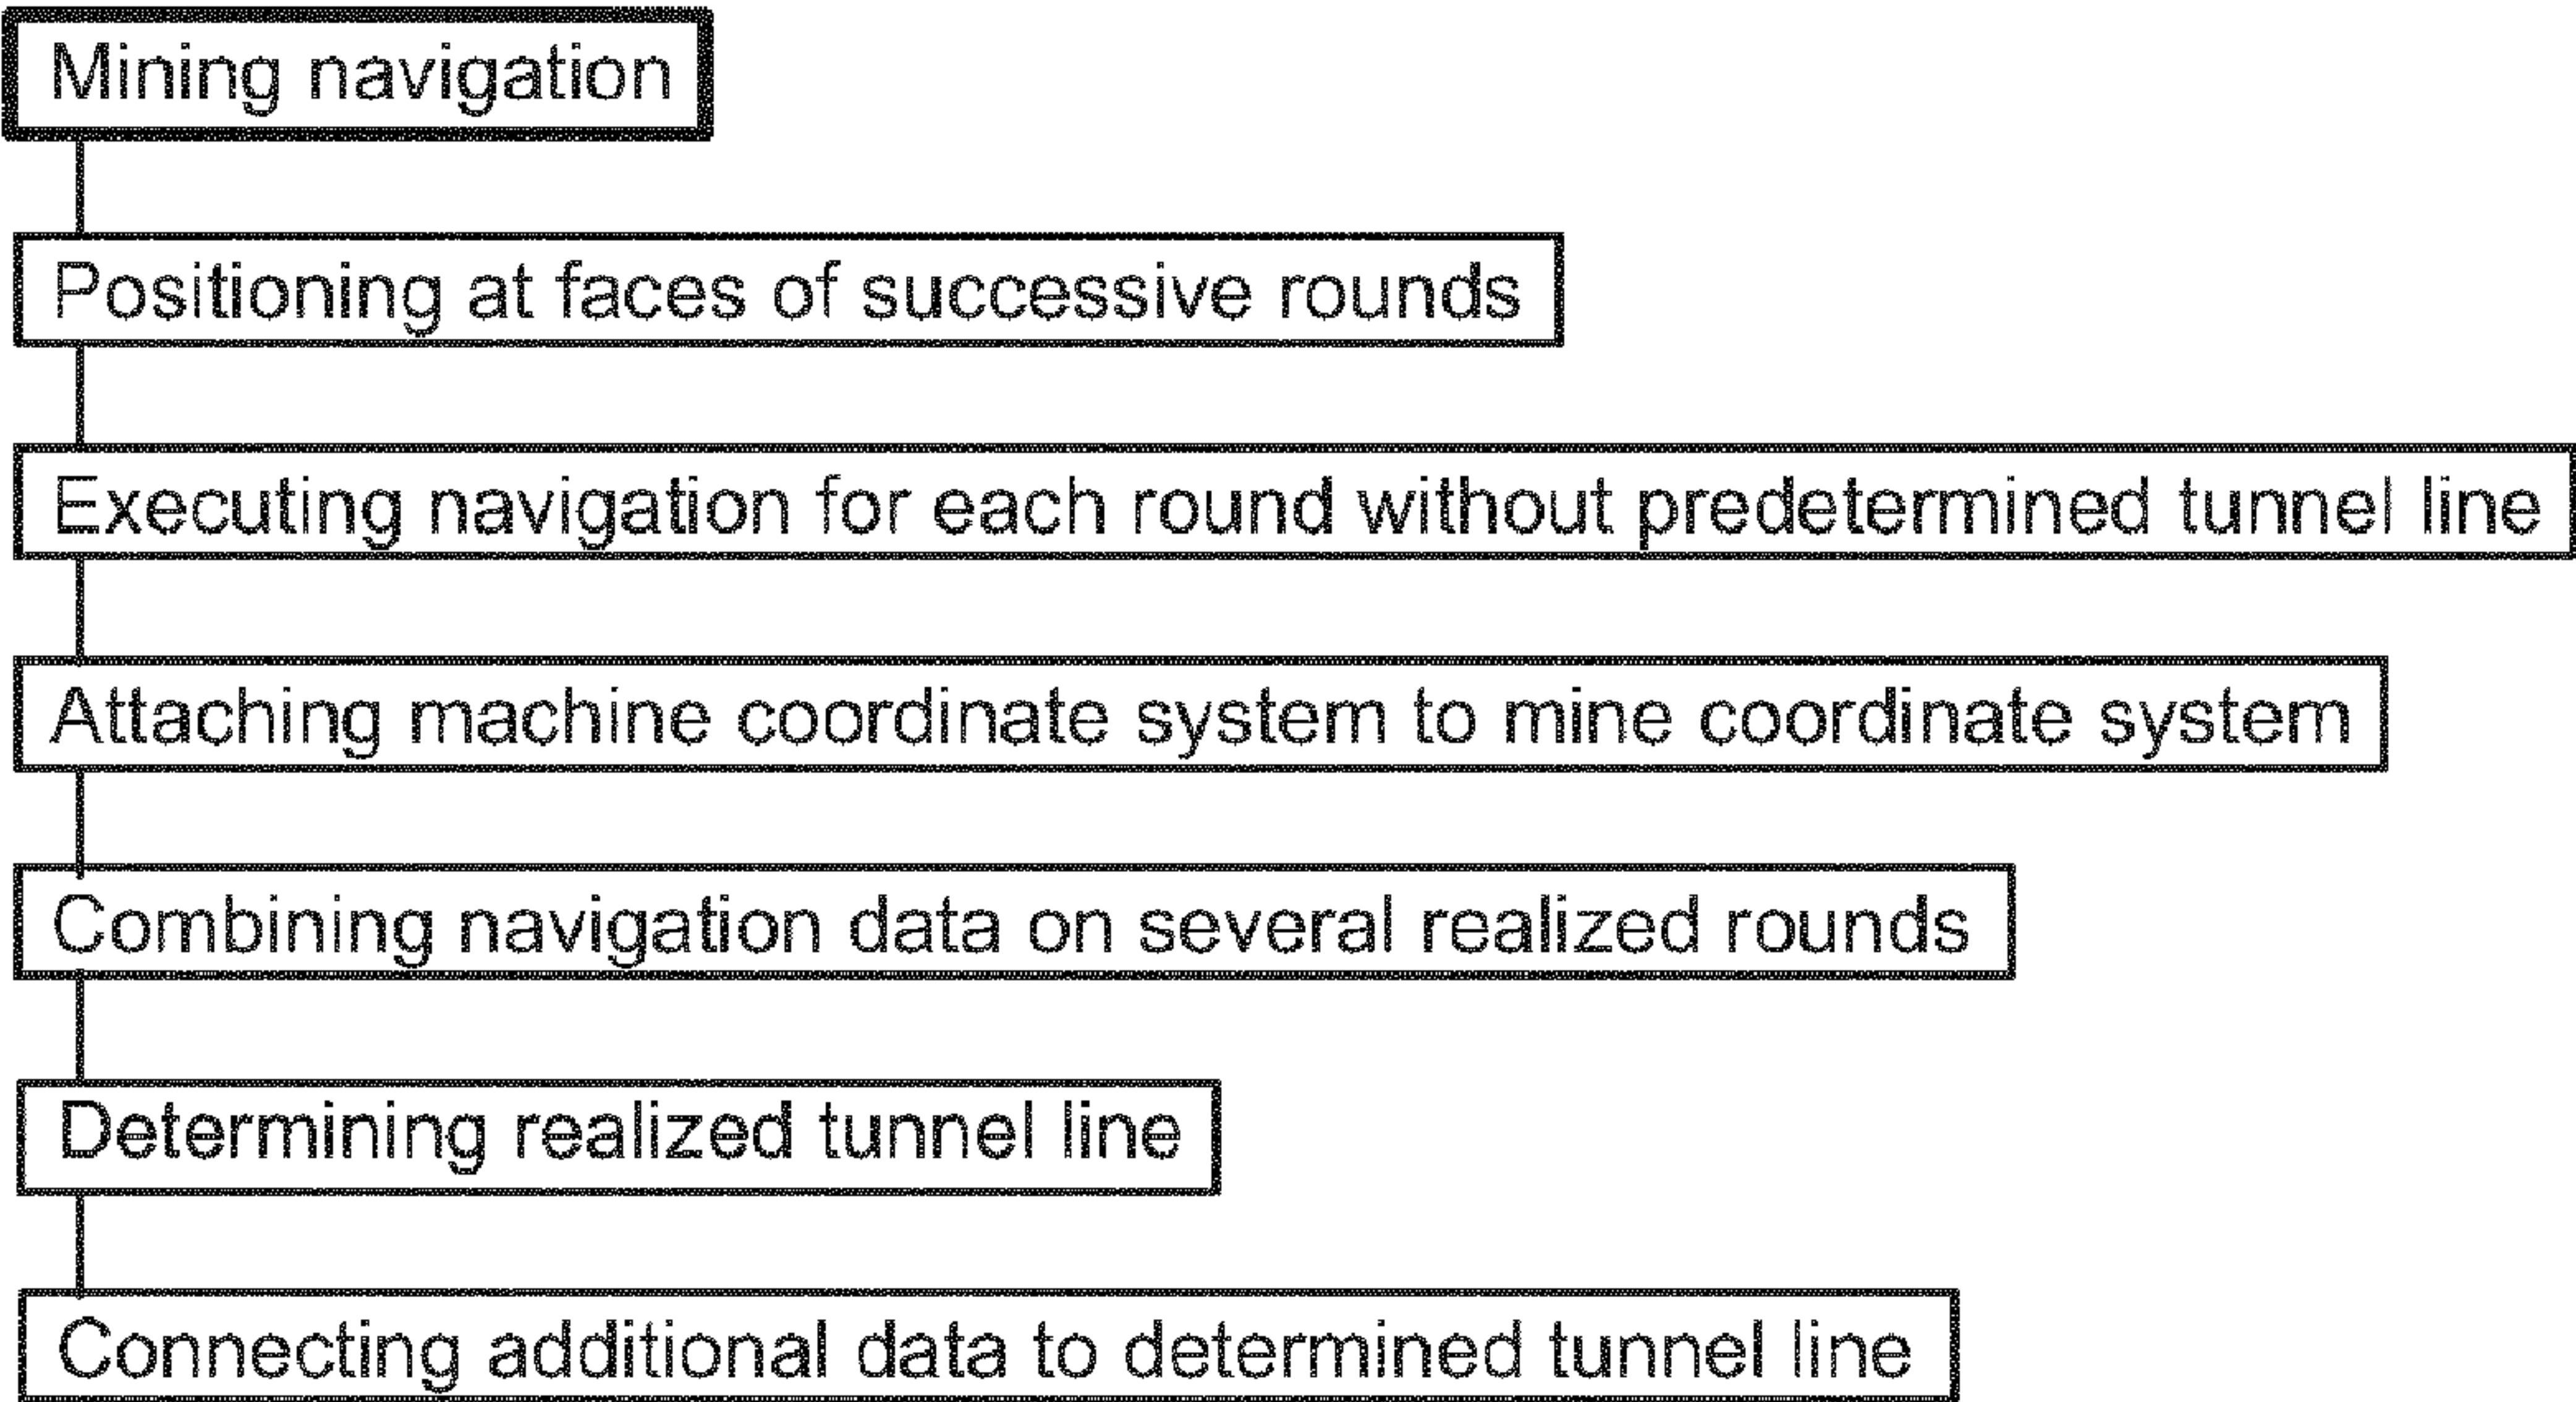 Mining navigation
Positioning at faces of successive rounds
Executing navigation for each round without predetermined tunnel line
Attaching machine coordinate system to mine coordinate system
Combining navigation data on several realized rounds
Determining realized tunnel line
Connecting additional data to determined tunnel line